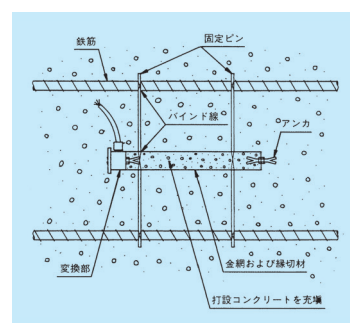 固定ピン
鉄筋
バインド線
アンカ
金網および縁切材
変換部
打設コンクリートを充塡